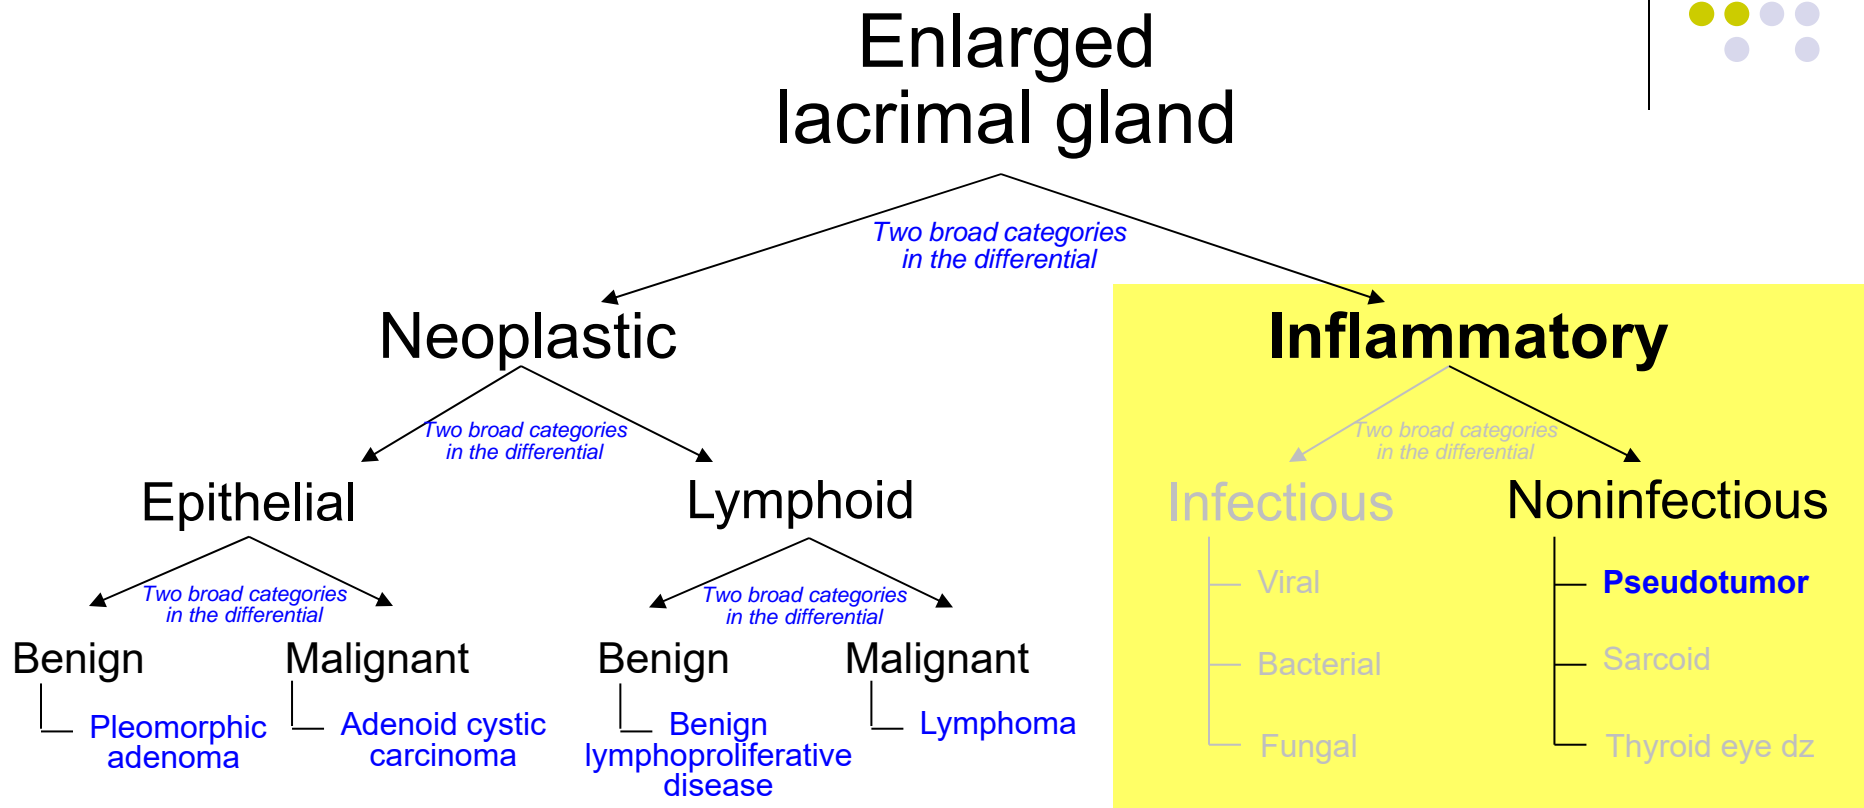 Enlarged
lacrimal gland
Two broad categories
in the differential
Neoplastic
Inflammatory
Two broad categories
in the differential
Two broad categories
in the differential
Epithelial
Lymphoid
Infectious
Noninfectious
Two broad categories
in the differential
Two broad categories
in the differential
Viral
Pseudotumor
Benign
Malignant
Benign
Malignant
Bacterial
Sarcoid
Pleomorphic
adenoma
Adenoid cystic
carcinoma
Benign
lymphoproliferative
disease
Lymphoma
Fungal
Thyroid eye dz